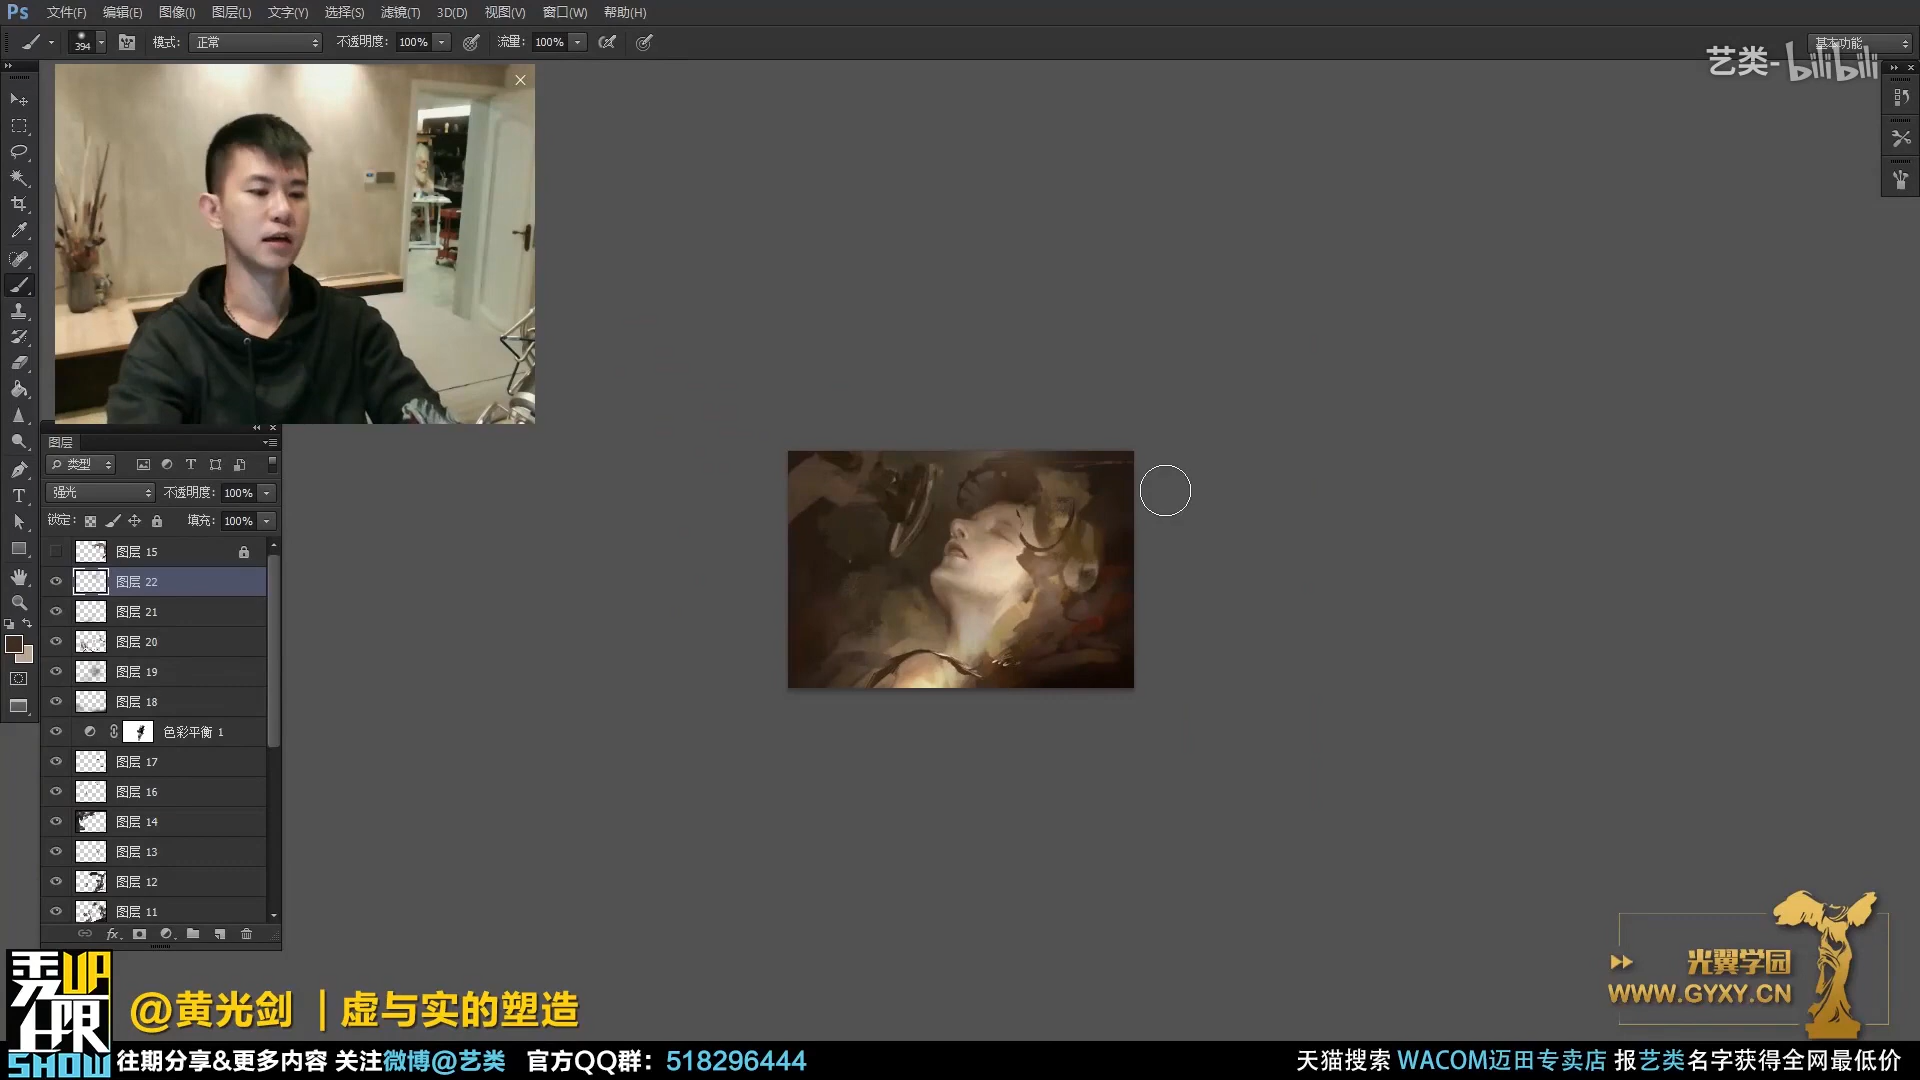 Ps 文件(F) 编辑(E) 图像(I) 图层(L) 文字(Y) 选择(S) 滤镜(T) 3D(D) 视图(V) 窗口(W) 帮助(H)
394 模式: 正常 不透明度: 100% 流量: 100% 基本功能
艺类-bilibili
图层
类型
强光 不透明度: 100%
锁定: 填充: 100%
图层 15
图层 22
图层 21
图层 20
图层 19
图层 18
色彩平衡 1
图层 17
图层 16
图层 14
图层 13
图层 12
图层 11
光翼学园
WWW.GYXY.CN
UP
SHOW
@黄光剑 | 虚与实的塑造
往期分享&更多内容 关注微博@艺类 官方QQ群: 518296444
天猫搜索 WACOM迈田专卖店 报艺类名字获得全网最低价